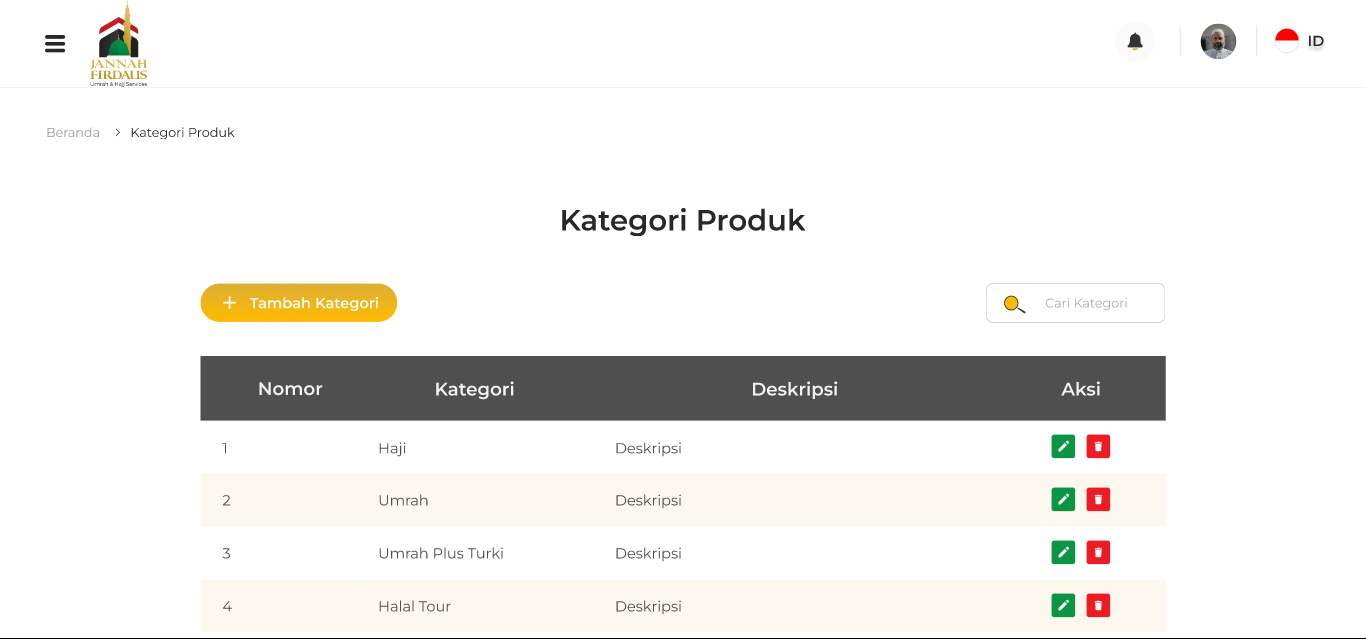 JANNAH
FIRDAUS
Umrah & Hajj Services
ID
Beranda > Kategori Produk
Kategori Produk
+ Tambah Kategori
Cari Kategori
Nomor Kategori Deskripsi Aksi
1 Haji Deskripsi
2 Umrah Deskripsi
3 Umrah Plus Turki Deskripsi
4 Halal Tour Deskripsi